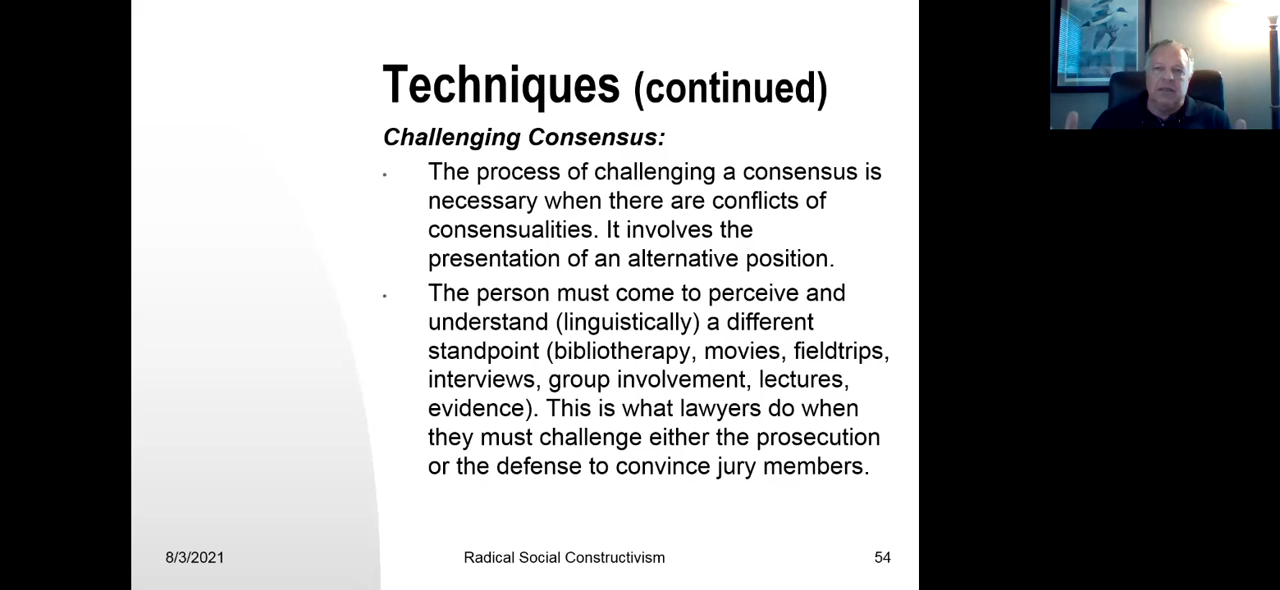 Techniques (continued)
Challenging Consensus:
• The process of challenging a consensus is
necessary when there are conflicts of
consensualities. It involves the
presentation of an alternative position.
• The person must come to perceive and
understand (linguistically) a different
standpoint (bibliotherapy, movies, fieldtrips,
interviews, group involvement, lectures,
evidence). This is what lawyers do when
they must challenge either the prosecution
or the defense to convince jury members.
8/3/2021
Radical Social Constructivism
54